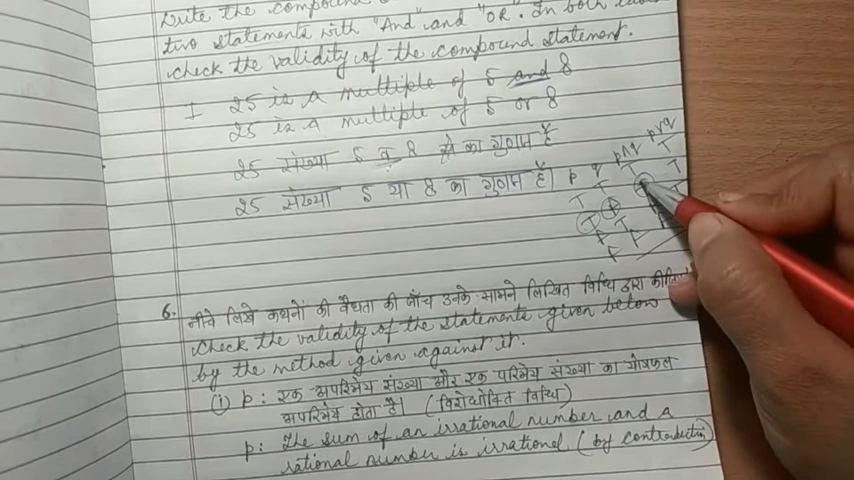 Write the compound
two statements with "And" and "OR". In both
check the validity of the compound statement.
I 25 is a multiple of 5 and 8
25 is a multiple of 5 or 8
25 संख्या 5 व 8 का गुणज है
25 संख्या 5 या 8 का गुणज है।
p q p∧q p∨q
T T T T
T F T
F T
F F
6. नीचे लिखे कथनों की वैधता की जाँच उनके सामने लिखित विधि द्वारा
check the validity of the statements given below
by the method given against it.
(i) p: एक अपरिमेय संख्या और एक परिमेय संख्या का योगफल
अपरिमेय होता है। (विरोधोक्ति विधि)
p: The sum of an irrational number and a
rational number is irrational (by contradiction)